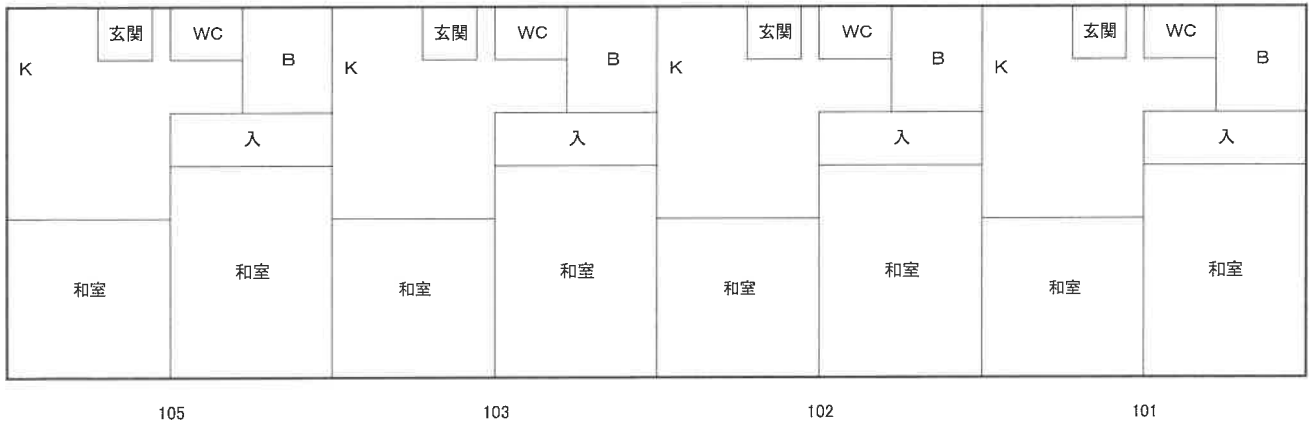 玄関 WC 玄関 WC 玄関 WC 玄関 WC
K B K B K B K B
入 入 入 入
和室 和室 和室 和室 和室 和室 和室 和室
105 103 102 101